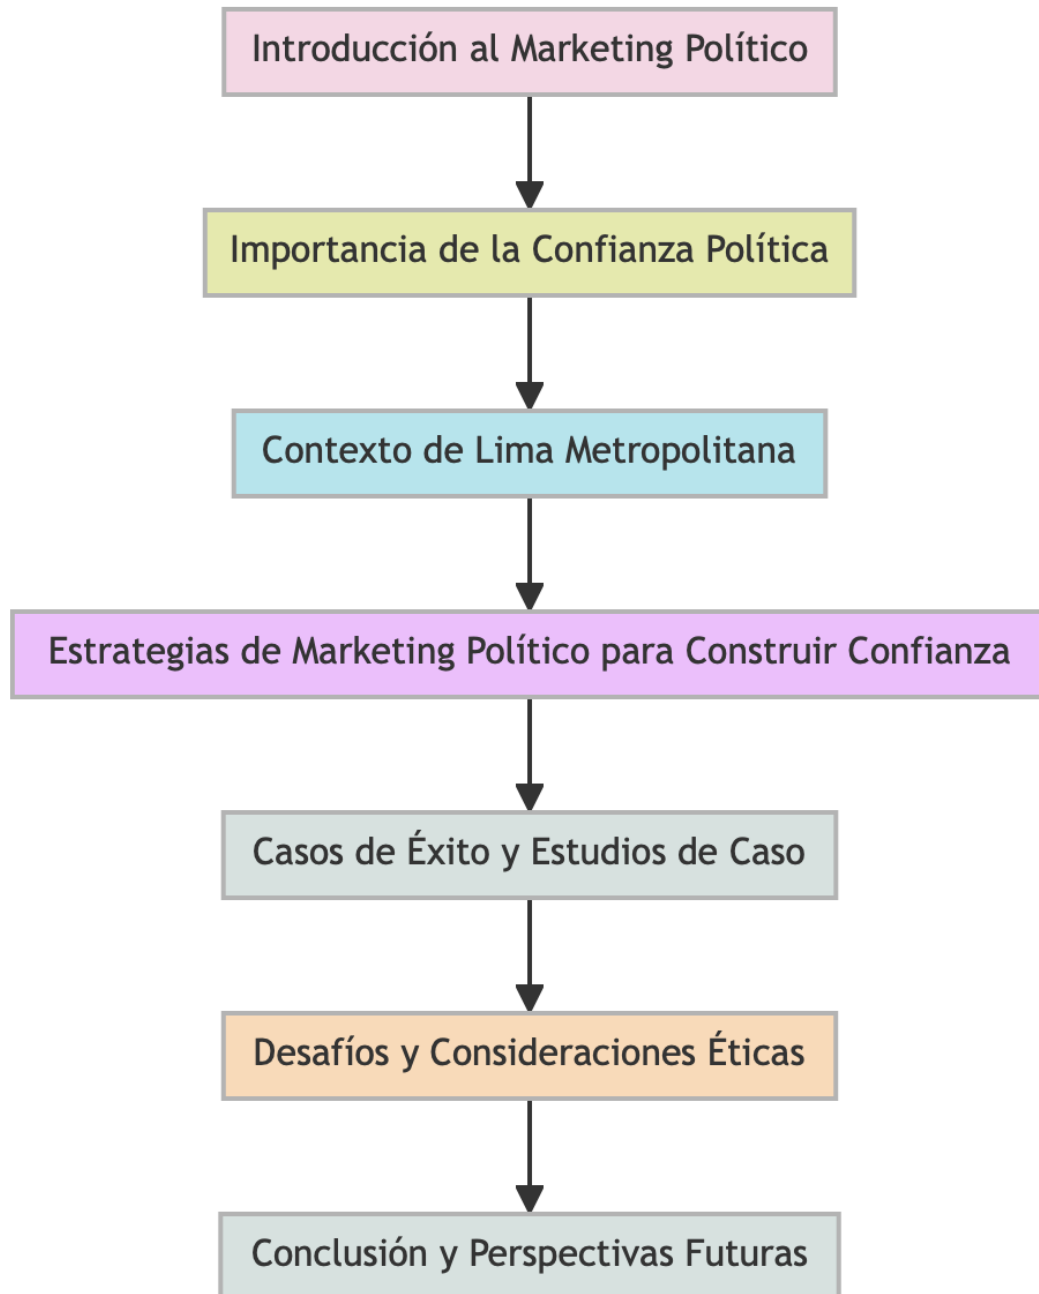 Introducción al Marketing Político
Importancia de la Confianza Política
Contexto de Lima Metropolitana
Estrategias de Marketing Político para Construir Confianza
Casos de Éxito y Estudios de Caso
Desafíos y Consideraciones Éticas
Conclusión y Perspectivas Futuras